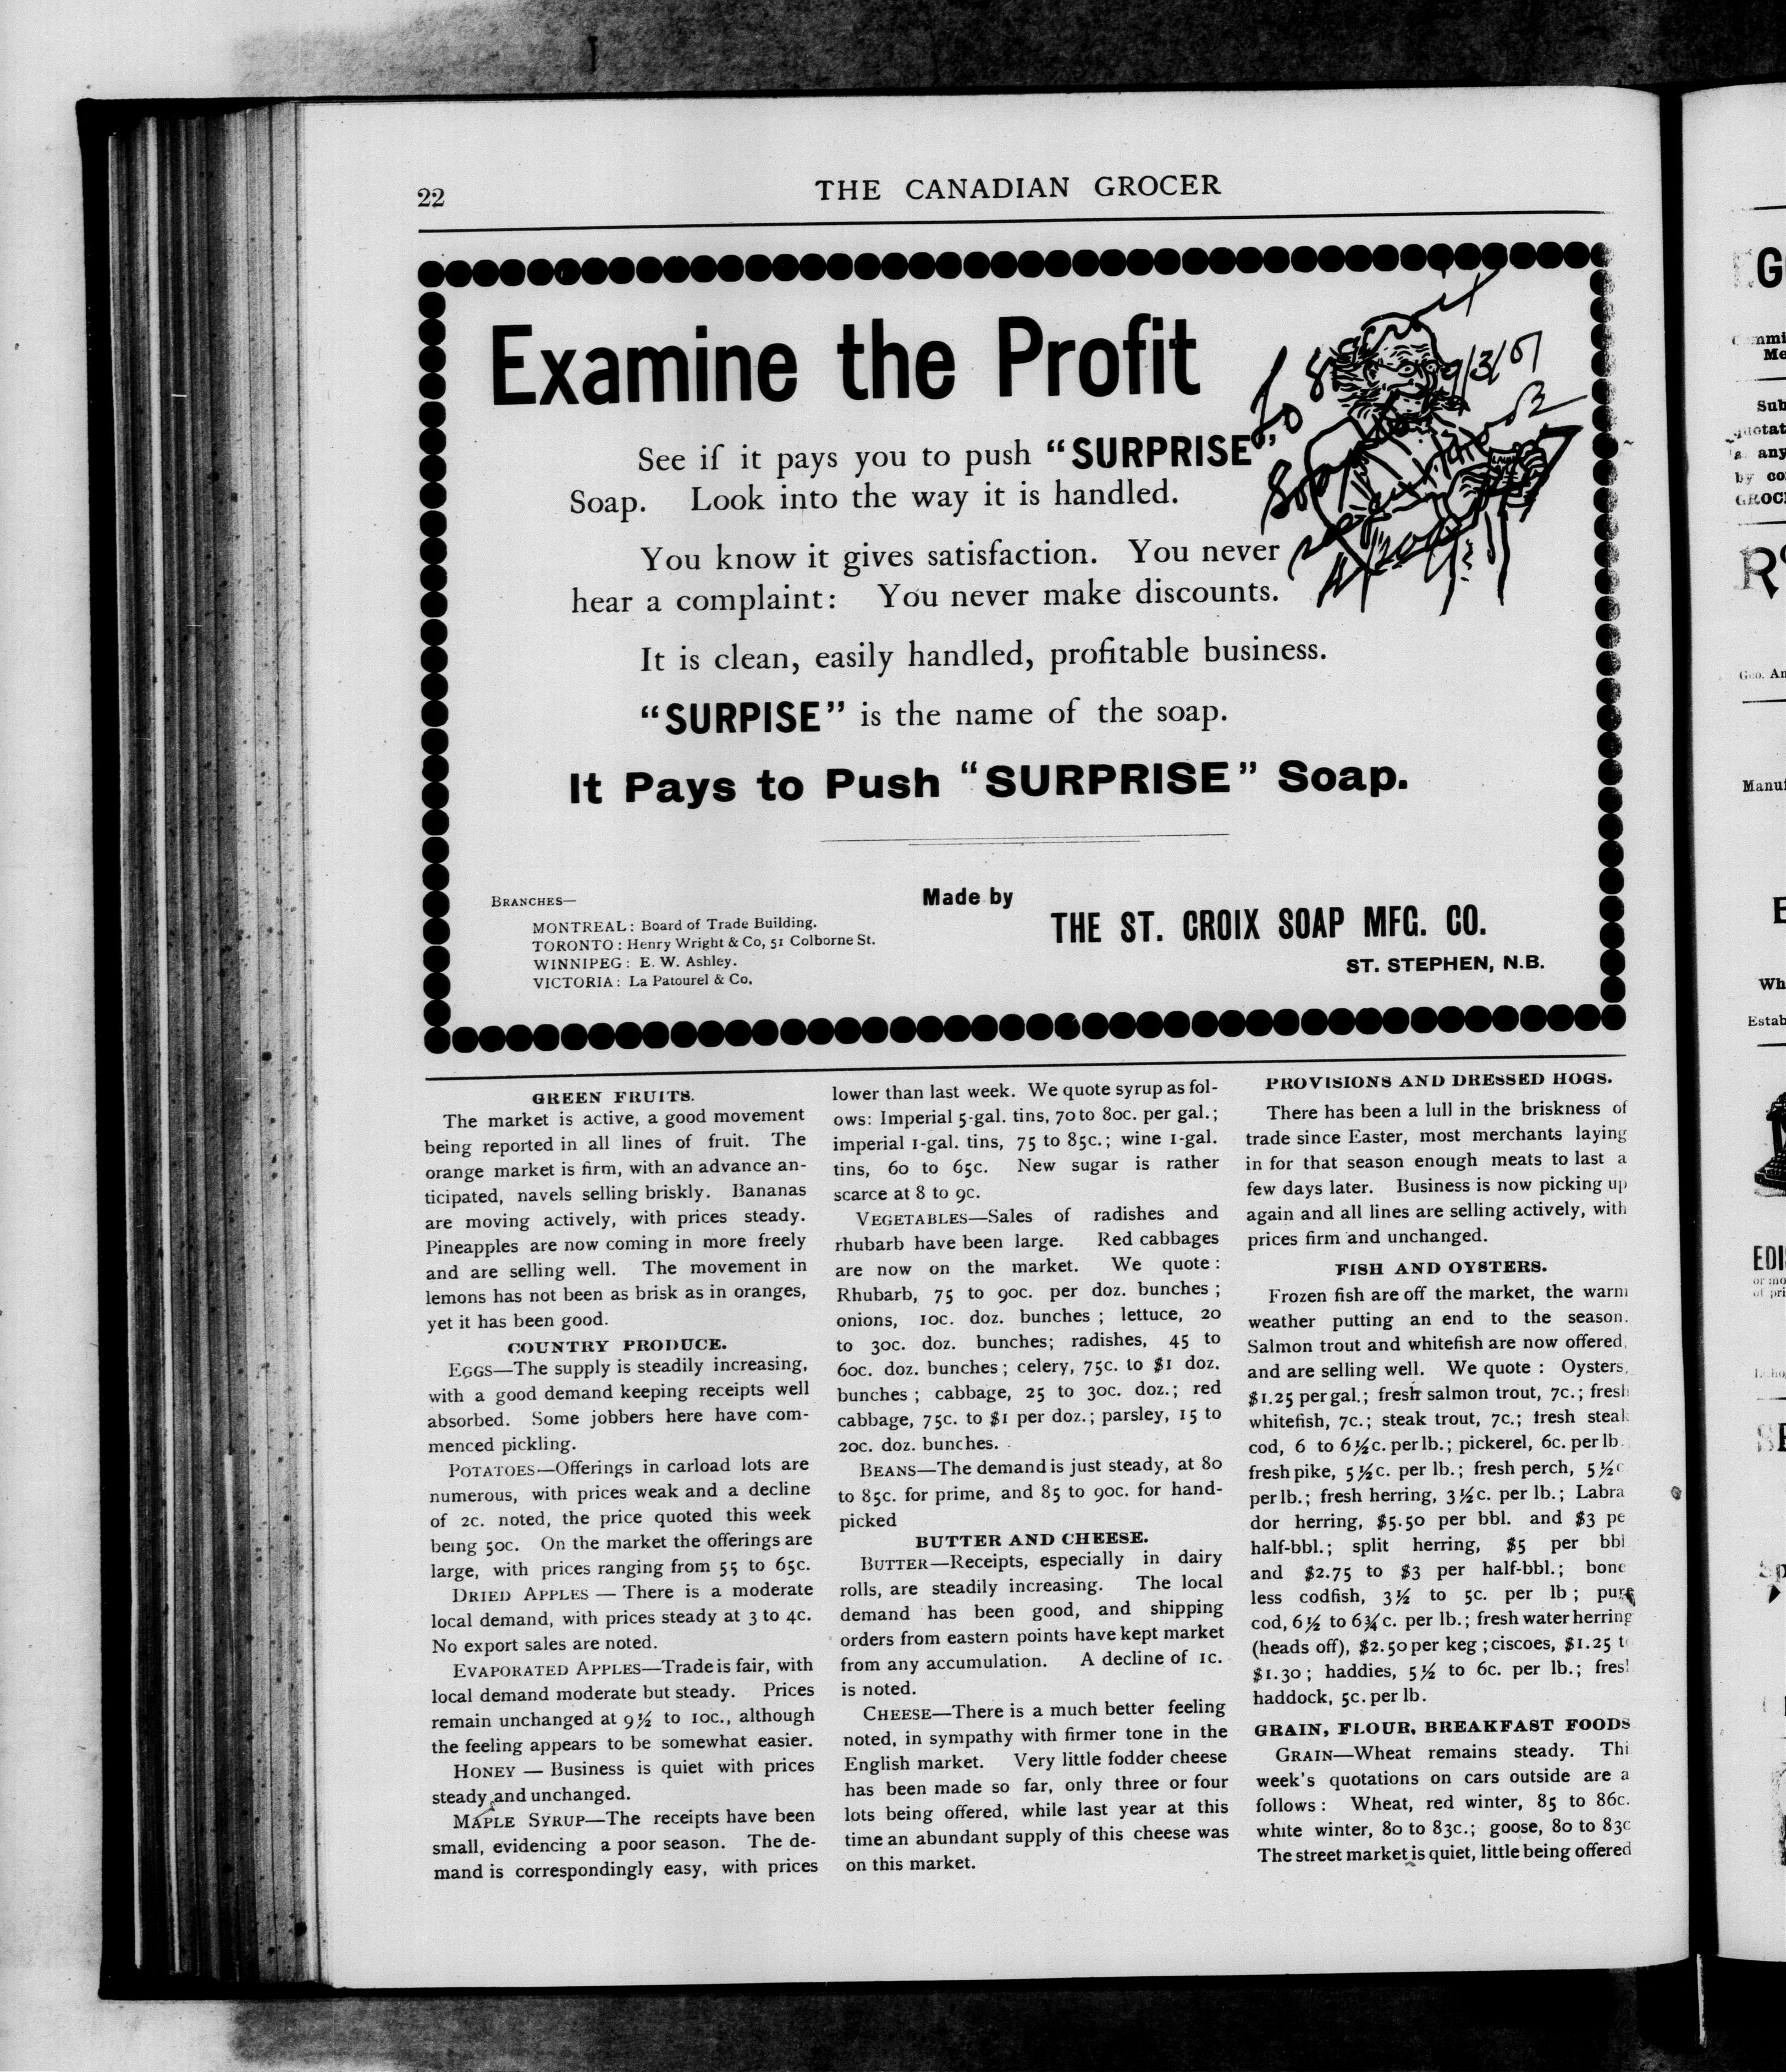 22
THE CANADIAN GROCER
Examine the Profit
See if it pays you to push “SURPRISE”
Soap. Look into the way it is handled.
You know it gives satisfaction. You never
hear a complaint: You never make discounts.
It is clean, easily handled, profitable business.
“SURPISE” is the name of the soap.
It Pays to Push “SURPRISE” Soap.
BRANCHES—
MONTREAL: Board of Trade Building.
TORONTO: Henry Wright & Co, 51 Colborne St.
WINNIPEG: E. W. Ashley.
VICTORIA: La Patourel & Co.
Made by
THE ST. CROIX SOAP MFG. CO.
ST. STEPHEN, N.B.
GREEN FRUITS.
The market is active, a good movement
being reported in all lines of fruit. The
orange market is firm, with an advance an-
ticipated, navels selling briskly. Bananas
are moving actively, with prices steady.
Pineapples are now coming in more freely
and are selling well. The movement in
lemons has not been as brisk as in oranges,
yet it has been good.
COUNTRY PRODUCE.
EGGS—The supply is steadily increasing,
with a good demand keeping receipts well
absorbed. Some jobbers here have com-
menced pickling.
POTATOES—Offerings in carload lots are
numerous, with prices weak and a decline
of 2c. noted, the price quoted this week
being 50c. On the market the offerings are
large, with prices ranging from 55 to 65c.
DRIED APPLES — There is a moderate
local demand, with prices steady at 3 to 4c.
No export sales are noted.
EVAPORATED APPLES—Trade is fair, with
local demand moderate but steady. Prices
remain unchanged at 9½ to 10c., although
the feeling appears to be somewhat easier.
HONEY — Business is quiet with prices
steady and unchanged.
MAPLE SYRUP—The receipts have been
small, evidencing a poor season. The de-
mand is correspondingly easy, with prices
lower than last week. We quote syrup as fol-
ows: Imperial 5-gal. tins, 70 to 80c. per gal.;
imperial 1-gal. tins, 75 to 85c.; wine 1-gal.
tins, 60 to 65c. New sugar is rather
scarce at 8 to 9c.
VEGETABLES—Sales of radishes and
rhubarb have been large. Red cabbages
are now on the market. We quote:
Rhubarb, 75 to 90c. per doz. bunches;
onions, 10c. doz. bunches; lettuce, 20
to 30c. doz. bunches; radishes, 45 to
60c. doz. bunches; celery, 75c. to $1 doz.
bunches; cabbage, 25 to 30c. doz.; red
cabbage, 75c. to $1 per doz.; parsley, 15 to
20c. doz. bunches.
BEANS—The demand is just steady, at 80
to 85c. for prime, and 85 to 90c. for hand-
picked
BUTTER AND CHEESE.
BUTTER—Receipts, especially in dairy
rolls, are steadily increasing. The local
demand has been good, and shipping
orders from eastern points have kept market
from any accumulation. A decline of 1c.
is noted.
CHEESE—There is a much better feeling
noted, in sympathy with firmer tone in the
English market. Very little fodder cheese
has been made so far, only three or four
lots being offered, while last year at this
time an abundant supply of this cheese was
on this market.
PROVISIONS AND DRESSED HOGS.
There has been a lull in the briskness of
trade since Easter, most merchants laying
in for that season enough meats to last a
few days later. Business is now picking up
again and all lines are selling actively, with
prices firm and unchanged.
FISH AND OYSTERS.
Frozen fish are off the market, the warm
weather putting an end to the season.
Salmon trout and whitefish are now offered,
and are selling well. We quote: Oysters,
$1.25 per gal.; fresh salmon trout, 7c.; fresh
whitefish, 7c.; steak trout, 7c.; fresh steak
cod, 6 to 6½c. per lb.; pickerel, 6c. per lb.
fresh pike, 5½c. per lb.; fresh perch, 5½c
per lb.; fresh herring, 3½c. per lb.; Labra
dor herring, $5.50 per bbl. and $3 pe
half-bbl.; split herring, $5 per bbl
and $2.75 to $3 per half-bbl.; bone
less codfish, 3½ to 5c. per lb; pure
cod, 6½ to 6¾c. per lb.; fresh water herring
(heads off), $2.50 per keg; ciscoes, $1.25 t
$1.30; haddies, 5½ to 6c. per lb.; fresh
haddock, 5c. per lb.
GRAIN, FLOUR, BREAKFAST FOODS
GRAIN—Wheat remains steady. Thi
week's quotations on cars outside are a
follows: Wheat, red winter, 85 to 86c.
white winter, 80 to 83c.; goose, 80 to 83c
The street market is quiet, little being offered